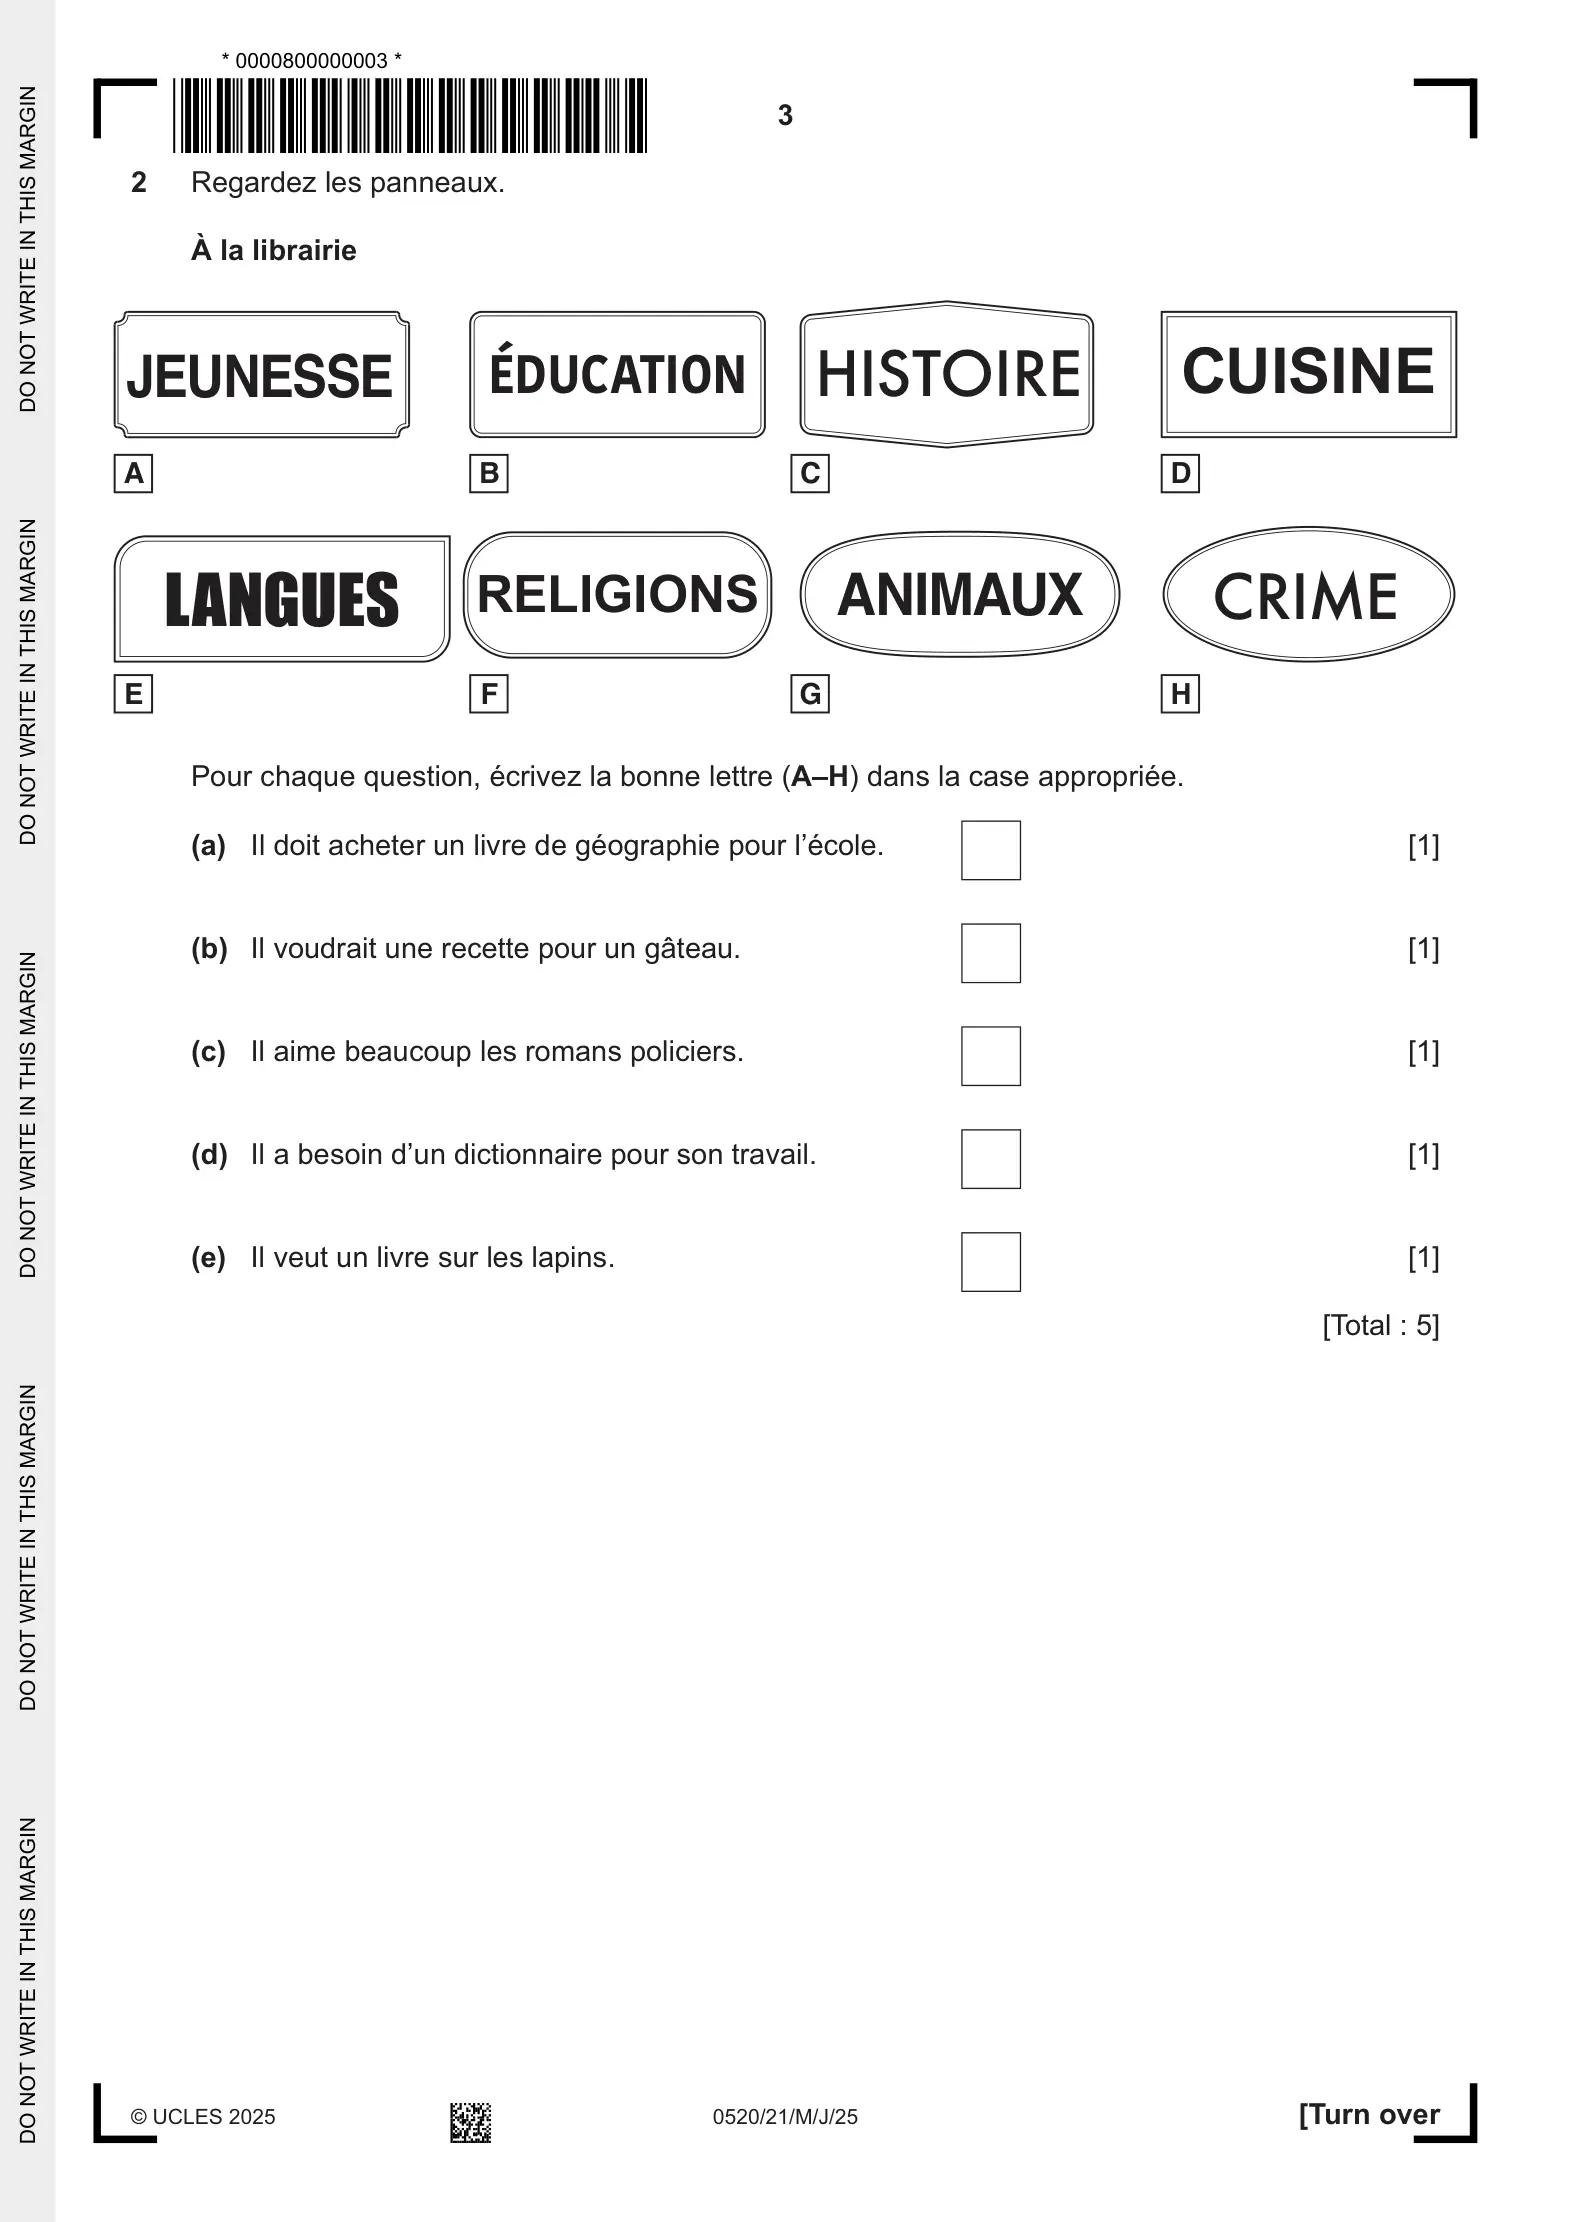 * 0000800000003 *
3
2 Regardez les panneaux.
À la librairie
JEUNESSE ÉDUCATION HISTOIRE CUISINE
A B C D
LANGUES RELIGIONS ANIMAUX CRIME
E F G H
Pour chaque question, écrivez la bonne lettre (A–H) dans la case appropriée.
(a) Il doit acheter un livre de géographie pour l’école. [1]
(b) Il voudrait une recette pour un gâteau. [1]
(c) Il aime beaucoup les romans policiers. [1]
(d) Il a besoin d’un dictionnaire pour son travail. [1]
(e) Il veut un livre sur les lapins. [1]
[Total : 5]
© UCLES 2025 0520/21/M/J/25 [Turn over
DO NOT WRITE IN THIS MARGIN
DO NOT WRITE IN THIS MARGIN
DO NOT WRITE IN THIS MARGIN
DO NOT WRITE IN THIS MARGIN
DO NOT WRITE IN THIS MARGIN